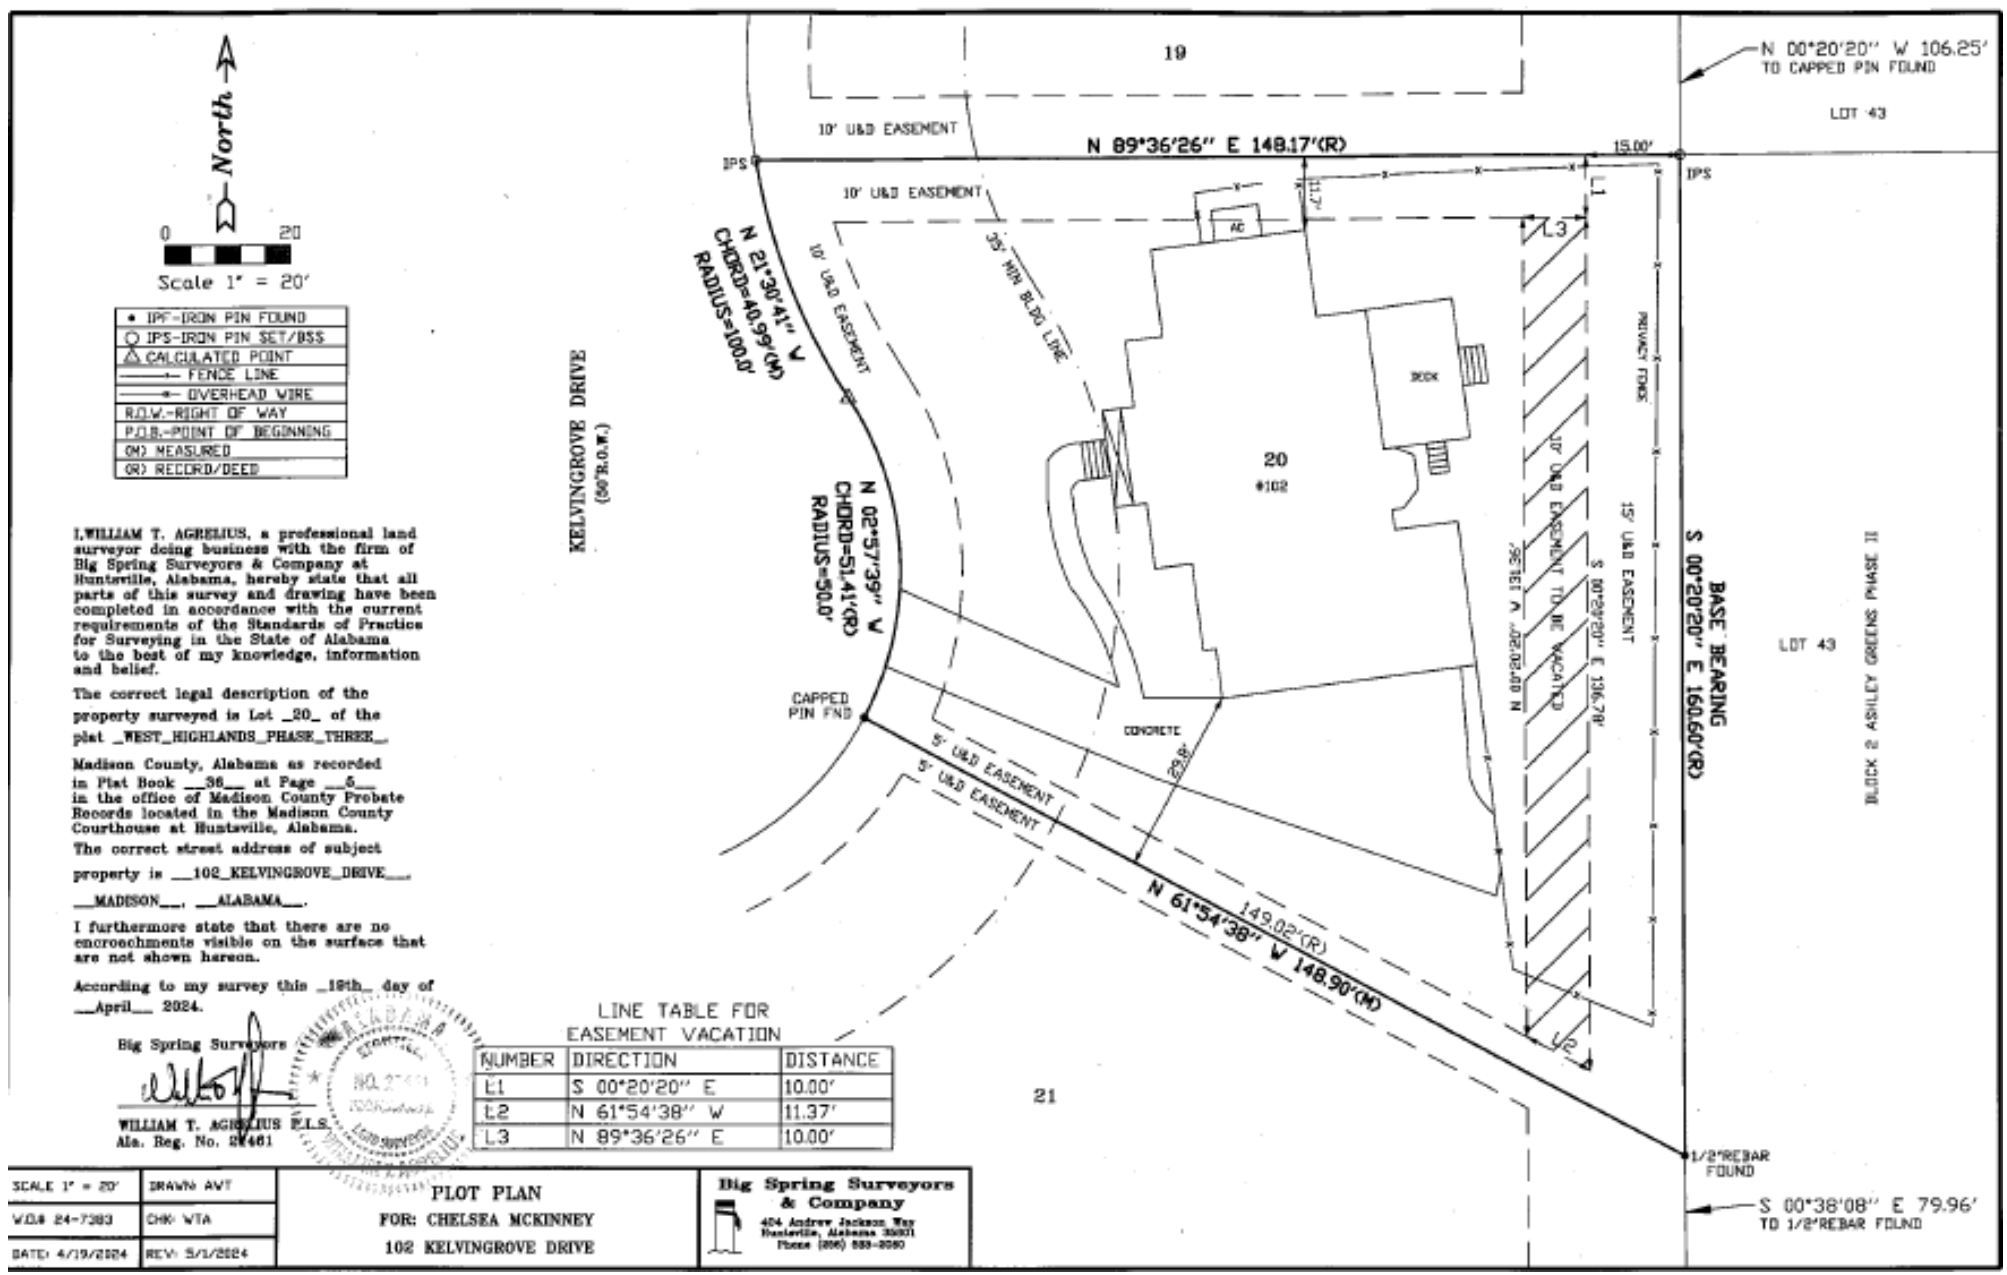 19
N 00°20'20" W 106.25'
TO CAPPED PIN FOUND
LOT 43
North
10' U&D EASEMENT
N 89°36'26" E 148.17'(R)
15.00'
IPS
IPS
10' U&D EASEMENT
L1
11.7'
AC
L3
0 20
Scale 1" = 20'
N 21°30'41" W
CHORD=40.99'(M)
RADIUS=100.0'
10' U&D EASEMENT
35' MIN BLDG LINE
• IPF-IRON PIN FOUND
IPS-IRON PIN SET/BSS
CALCULATED POINT
FENCE LINE
OVERHEAD WIRE
R.O.W.-RIGHT OF WAY
P.O.B.-POINT OF BEGINNING
(M) MEASURED
(R) RECORD/DEED
PRIVACY FENCE
DECK
KELVINGROVE DRIVE
(50'R.O.W.)
20
#102
N 02°57'39" W
CHORD=51.41'(R)
RADIUS=50.0'
N 00°20'20" W 131.36'
10' U&D EASEMENT TO BE VACATED
S 00°20'20" E 136.78'
15' U&D EASEMENT
BASE BEARING
S 00°20'20" E 160.60'(R)
LOT 43
BLOCK 2 ASHLEY GREENS PHASE II
I,WILLIAM T. AGRELIUS, a professional land
surveyor doing business with the firm of
Big Spring Surveyors & Company at
Huntsville, Alabama, hereby state that all
parts of this survey and drawing have been
completed in accordance with the current
requirements of the Standards of Practice
for Surveying in the State of Alabama
to the best of my knowledge, information
and belief.
The correct legal description of the
property surveyed is Lot _20_ of the
plat _WEST_HIGHLANDS_PHASE_THREE_,
Madison County, Alabama as recorded
in Plat Book __36__ at Page __5__
in the office of Madison County Probate
Records located in the Madison County
Courthouse at Huntsville, Alabama.
The correct street address of subject
property is __102_KELVINGROVE_DRIVE__,
__MADISON__, __ALABAMA__.
I furthermore state that there are no
encroachments visible on the surface that
are not shown hereon.
According to my survey this _19th_ day of
__April__ 2024.
Big Spring Surveyors
WILLIAM T. AGRELIUS P.L.S.
Ala. Reg. No.
ALABAMA
CAPPED
PIN FND
CONCRETE
29.8'
5' U&D EASEMENT
5' U&D EASEMENT
149.02'(R)
N 61°54'38" W 148.90'(M)
L2
21
1/2"REBAR
FOUND
S 00°38'08" E 79.96'
TO 1/2"REBAR FOUND
LINE TABLE FOR
EASEMENT VACATION
NUMBER DIRECTION DISTANCE
L1 S 00°20'20" E 10.00'
L2 N 61°54'38" W 11.37'
L3 N 89°36'26" E 10.00'
SCALE 1" = 20' DRAWN: AWT
W.O.# 24-7383 CHK: WTA
DATE: 4/19/2024 REV: 5/1/2024
PLOT PLAN
FOR: CHELSEA MCKINNEY
102 KELVINGROVE DRIVE
Big Spring Surveyors
& Company
404 Andrew Jackson Way
Huntsville, Alabama 35801